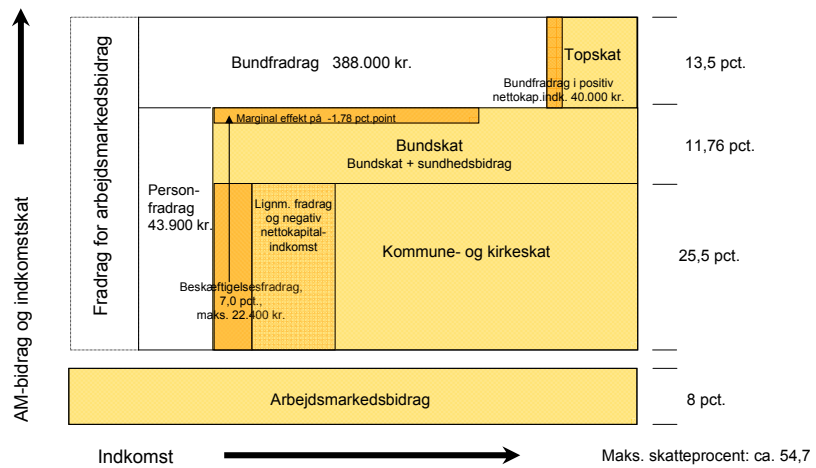 AM-bidrag og indkomstskat
Fradrag for arbejdsmarkedsbidrag
Bundfradrag 388.000 kr.
Topskat
Bundfradrag i positiv
nettokap.indk. 40.000 kr.
13,5 pct.
Marginal effekt på -1,78 pct.point
Bundskat
Bundskat + sundhedsbidrag
11,76 pct.
Person-
fradrag
43.900 kr.
Lignm. fradrag
og negativ
nettokapital-
indkomst
Kommune- og kirkeskat
25,5 pct.
Beskæftigelsesfradrag,
7,0 pct.,
maks. 22.400 kr.
Arbejdsmarkedsbidrag
8 pct.
Indkomst
Maks. skatteprocent: ca. 54,7